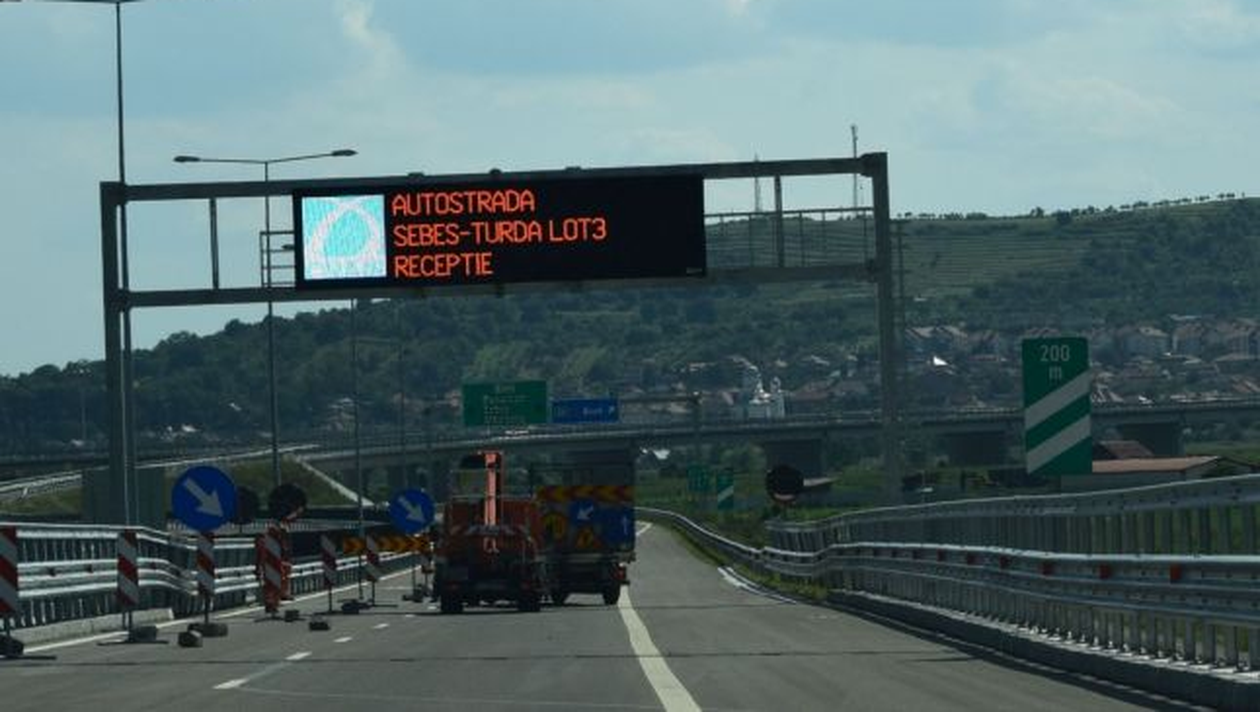 AUTOSTRADA
SEBES-TURDA LOT3
RECEPTIE
200
m